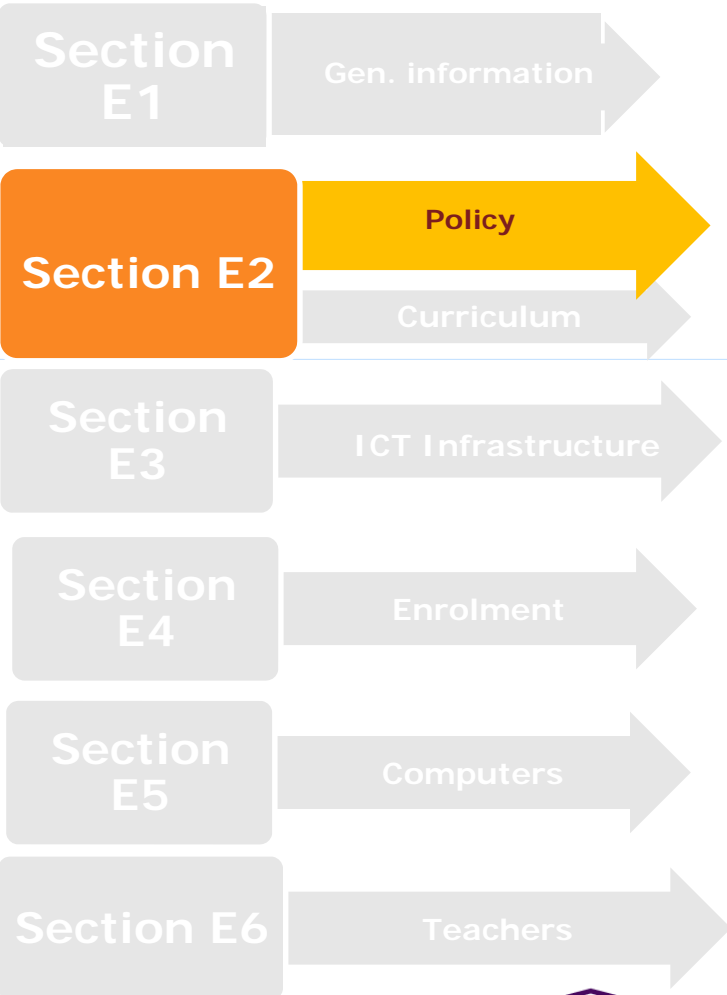 Section
E1
Gen. information
Policy
Section E2
Curriculum
Section
E3
ICT Infrastructure
Section
E4
Enrolment
Section
E5
Computers
Section E6
Teachers